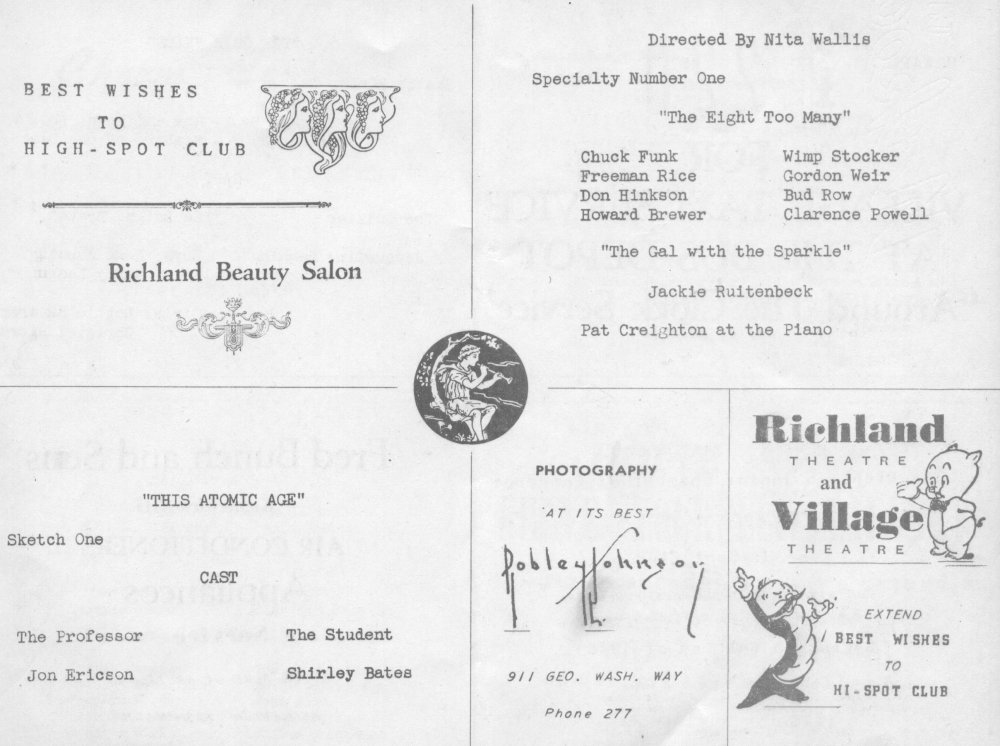 BEST WISHES
TO
HIGH-SPOT CLUB
Richland Beauty Salon
Directed By Nita Wallis
Specialty Number One
"The Eight Too Many"
Chuck Funk Wimp Stocker
Freeman Rice Gordon Weir
Don Hinkson Bud Row
Howard Brewer Clarence Powell
"The Gal with the Sparkle"
Jackie Ruitenbeck
Pat Creighton at the Piano
"THIS ATOMIC AGE"
Sketch One
CAST
The Professor The Student
Jon Ericson Shirley Bates
PHOTOGRAPHY
AT ITS BEST
Robley Johnson
911 GEO. WASH. WAY
Phone 277
Richland
THEATRE
and
Village
THEATRE
EXTEND
BEST WISHES
TO
HI-SPOT CLUB